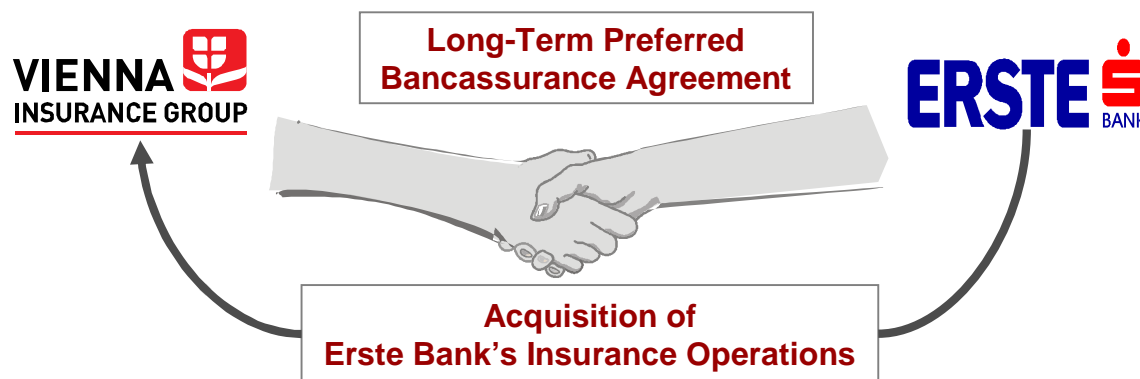 VIENNA
INSURANCE GROUP
Long-Term Preferred
Bancassurance Agreement
ERSTE
BANK
Acquisition of
Erste Bank's Insurance Operations